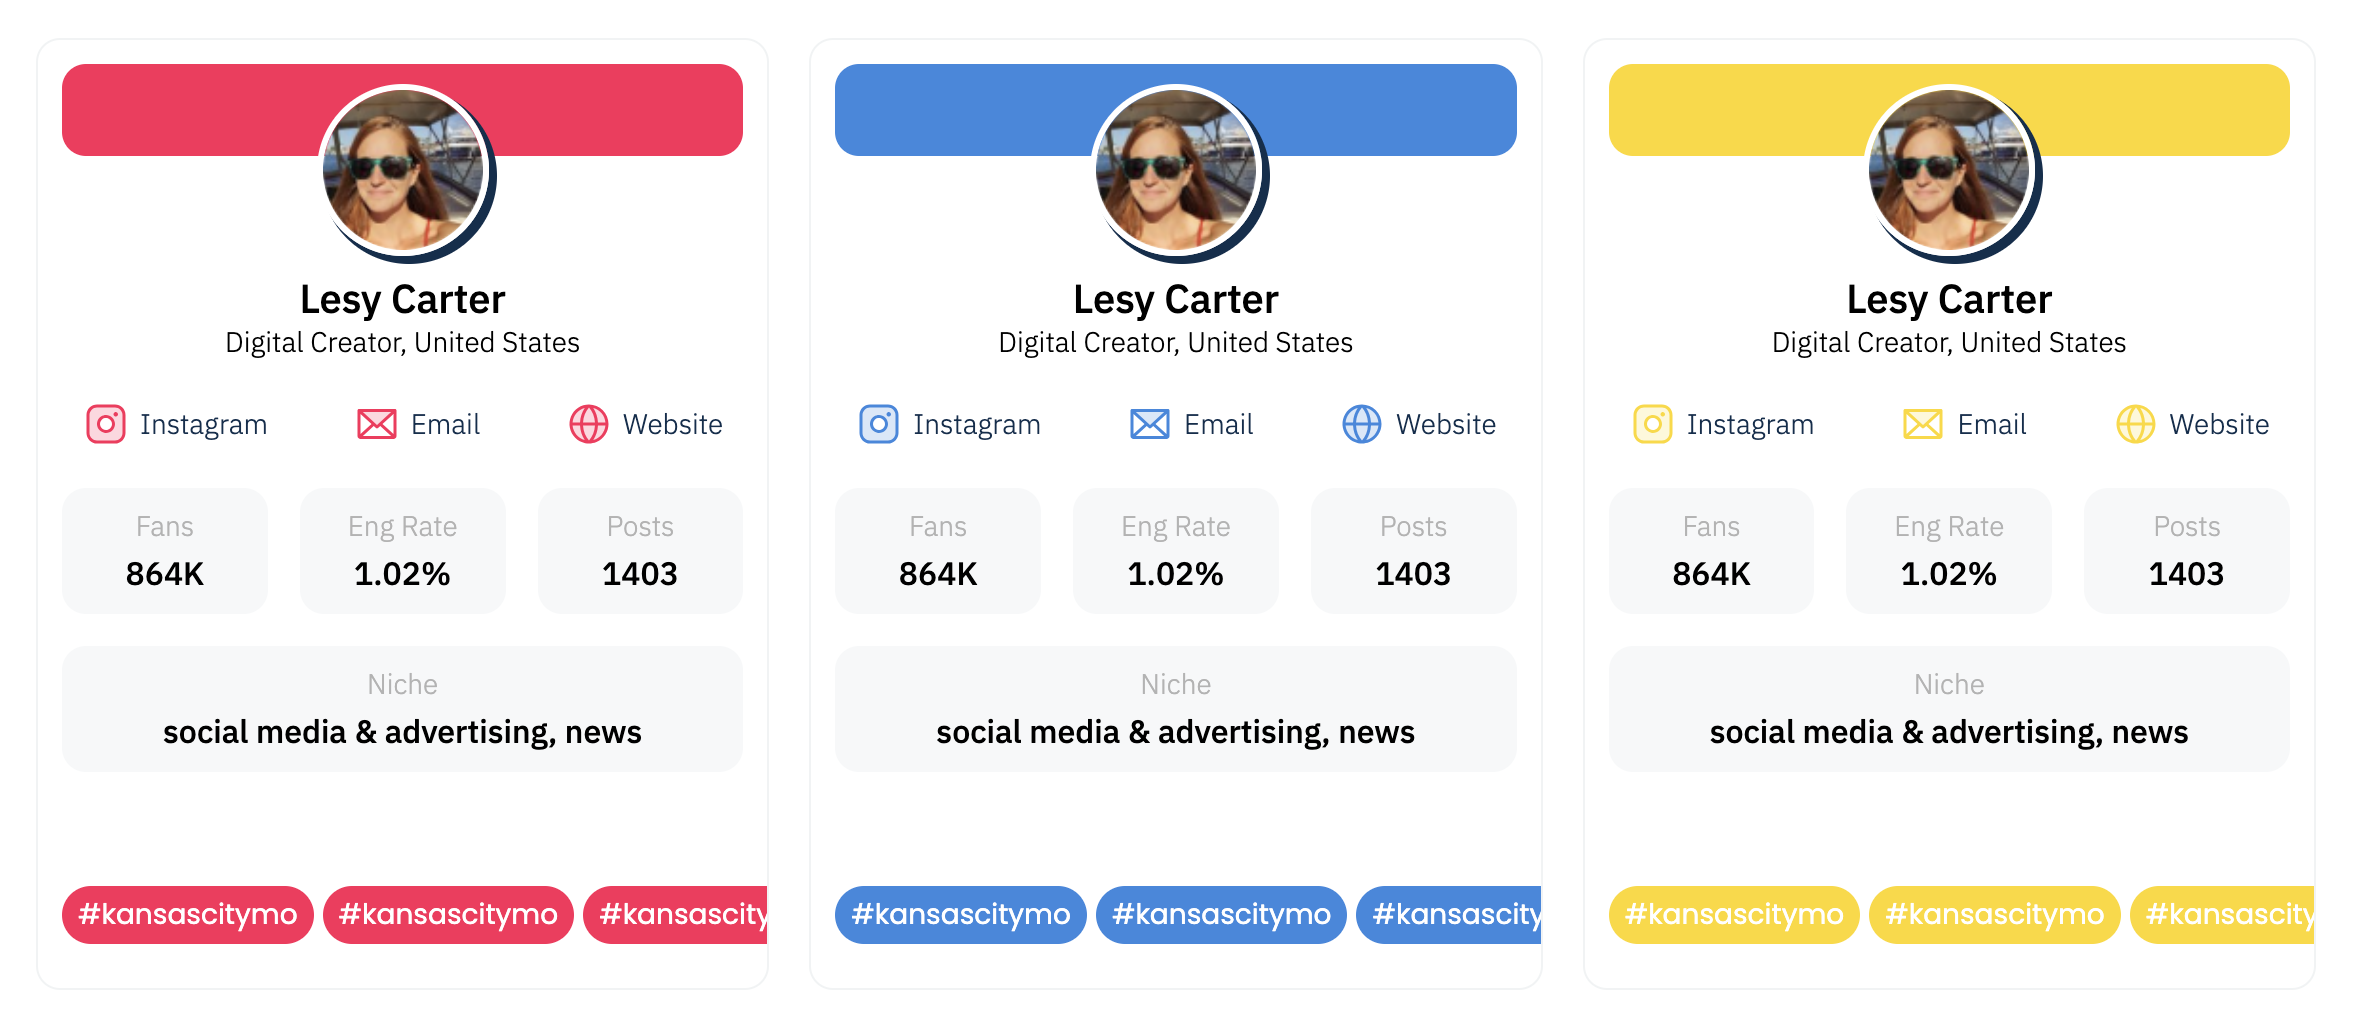 Lesy Carter
Digital Creator, United States
Instagram Email Website
Fans Eng Rate Posts
864K 1.02% 1403
Niche
social media & advertising, news
#kansascitymo #kansascitymo #kansascity
Lesy Carter
Digital Creator, United States
Instagram Email Website
Fans Eng Rate Posts
864K 1.02% 1403
Niche
social media & advertising, news
#kansascitymo #kansascitymo #kansascity
Lesy Carter
Digital Creator, United States
Instagram Email Website
Fans Eng Rate Posts
864K 1.02% 1403
Niche
social media & advertising, news
#kansascitymo #kansascitymo #kansascity